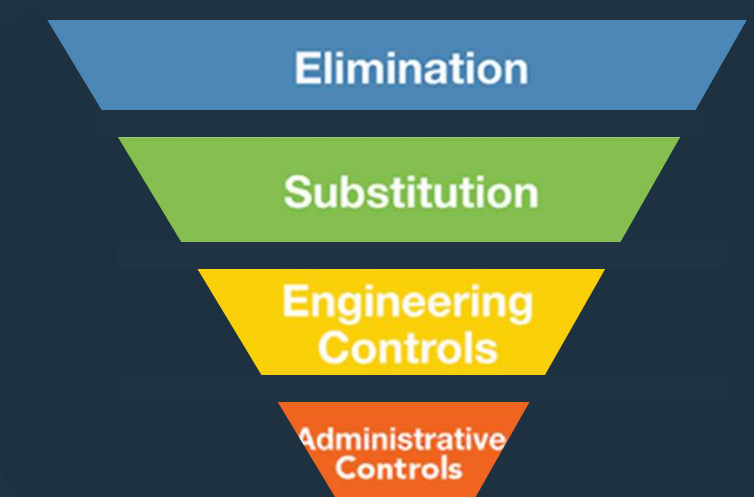 Elimination
Substitution
Engineering
Controls
Administrative
Controls